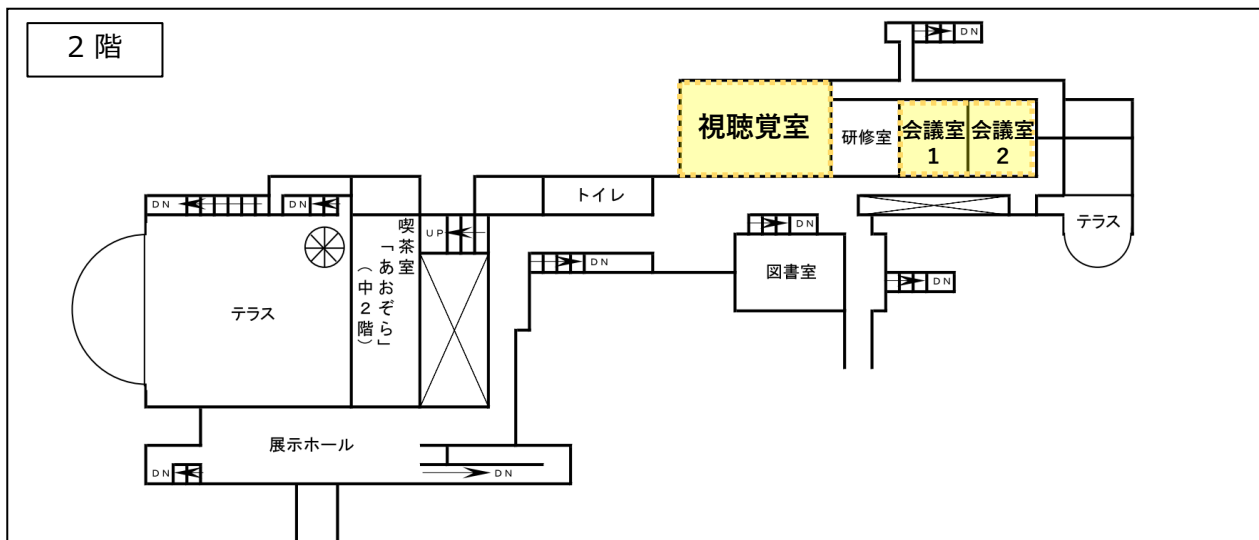 2 階
DN
視聴覚室
研修室
会議室
1
会議室
2
トイレ
DN
DN
喫茶室
「あおぞら」
(中2階)
UP
DN
テラス
DN
図書室
DN
テラス
展示ホール
DN
DN